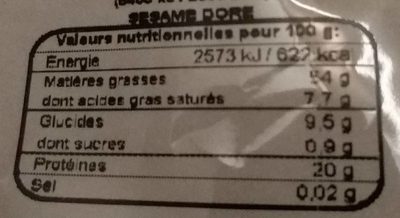 SESAME DORE
Valeurs nutritionnelles pour 100 g:
Energie 2573 kJ / 622 kcal
Matières grasses 54 g
dont acides gras saturés 7,7 g
Glucides 9,5 g
dont sucres 0,9 g
Protéines 20 g
Sel 0,02 g